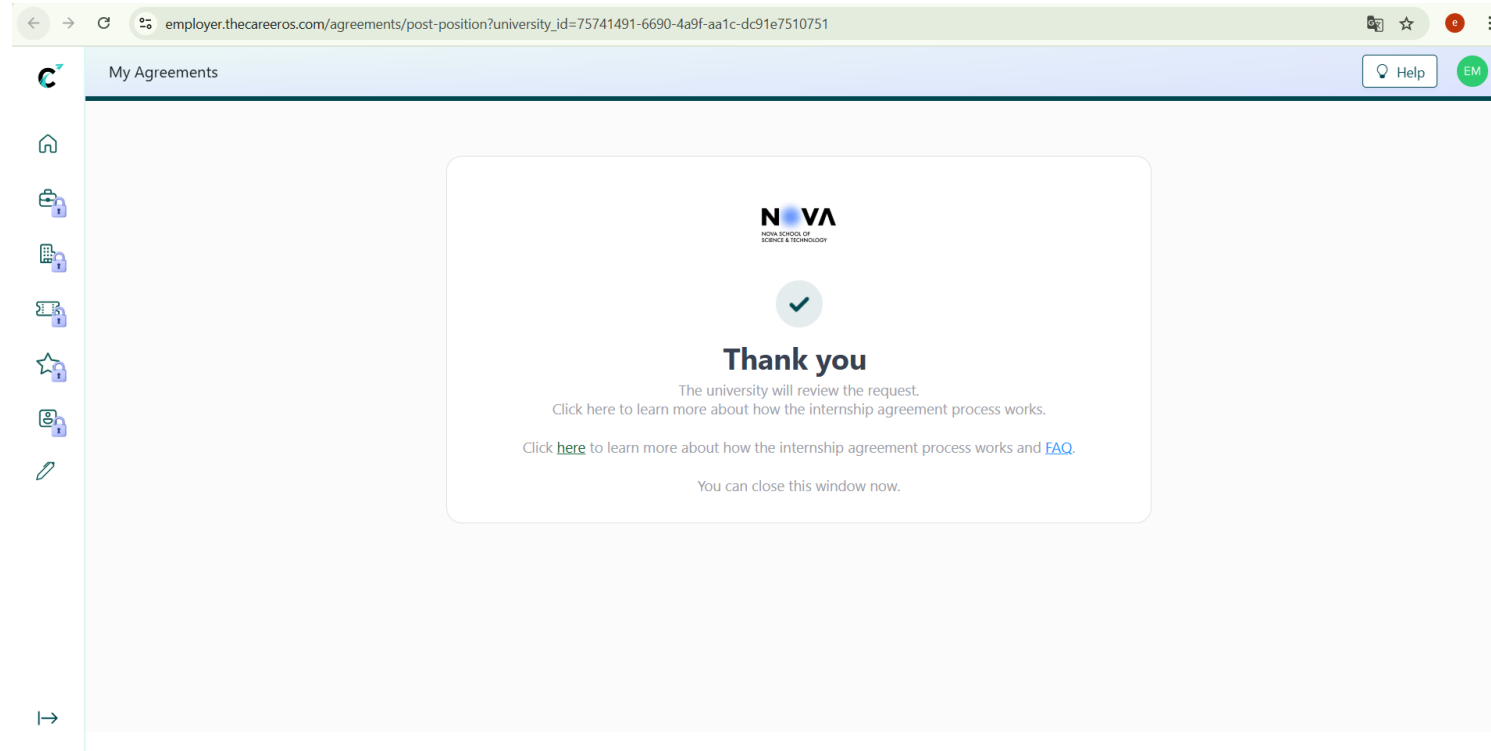 employer.thecareeros.com/agreements/post-position?university_id=75741491-6690-4a9f-aa1c-dc91e7510751
e
My Agreements
Help
EM
NOVA
NOVA SCHOOL OF
SCIENCE & TECHNOLOGY
Thank you
The university will review the request.
Click here to learn more about how the internship agreement process works.
Click here to learn more about how the internship agreement process works and FAQ.
You can close this window now.